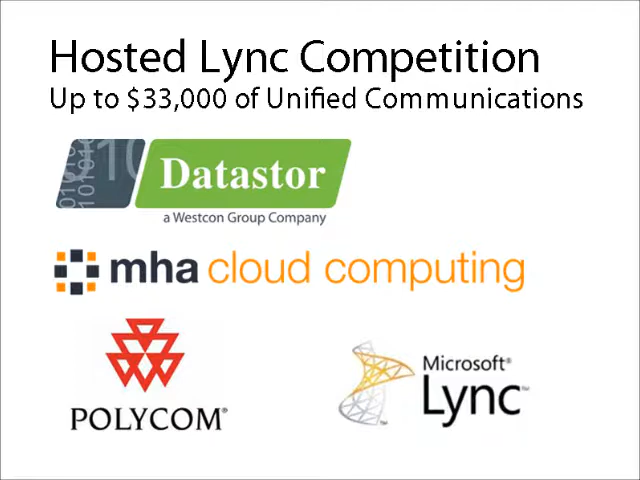 Hosted Lync Competition
Up to $33,000 of Unified Communications
Datastor
a Westcon Group Company
mha cloud computing
POLYCOM®
Microsoft®
Lync™